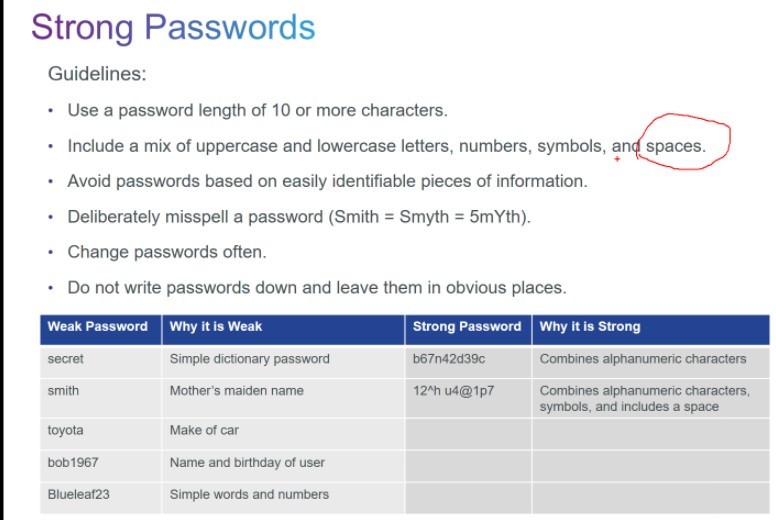 Strong Passwords
Guidelines:
• Use a password length of 10 or more characters.
• Include a mix of uppercase and lowercase letters, numbers, symbols, and spaces.
• Avoid passwords based on easily identifiable pieces of information.
• Deliberately misspell a password (Smith = Smyth = 5mYth).
• Change passwords often.
• Do not write passwords down and leave them in obvious places.
Weak Password Why it is Weak Strong Password Why it is Strong
secret Simple dictionary password b67n42d39c Combines alphanumeric characters
smith Mother's maiden name 12^h u4@1p7 Combines alphanumeric characters,
symbols, and includes a space
toyota Make of car
bob1967 Name and birthday of user
Blueleaf23 Simple words and numbers